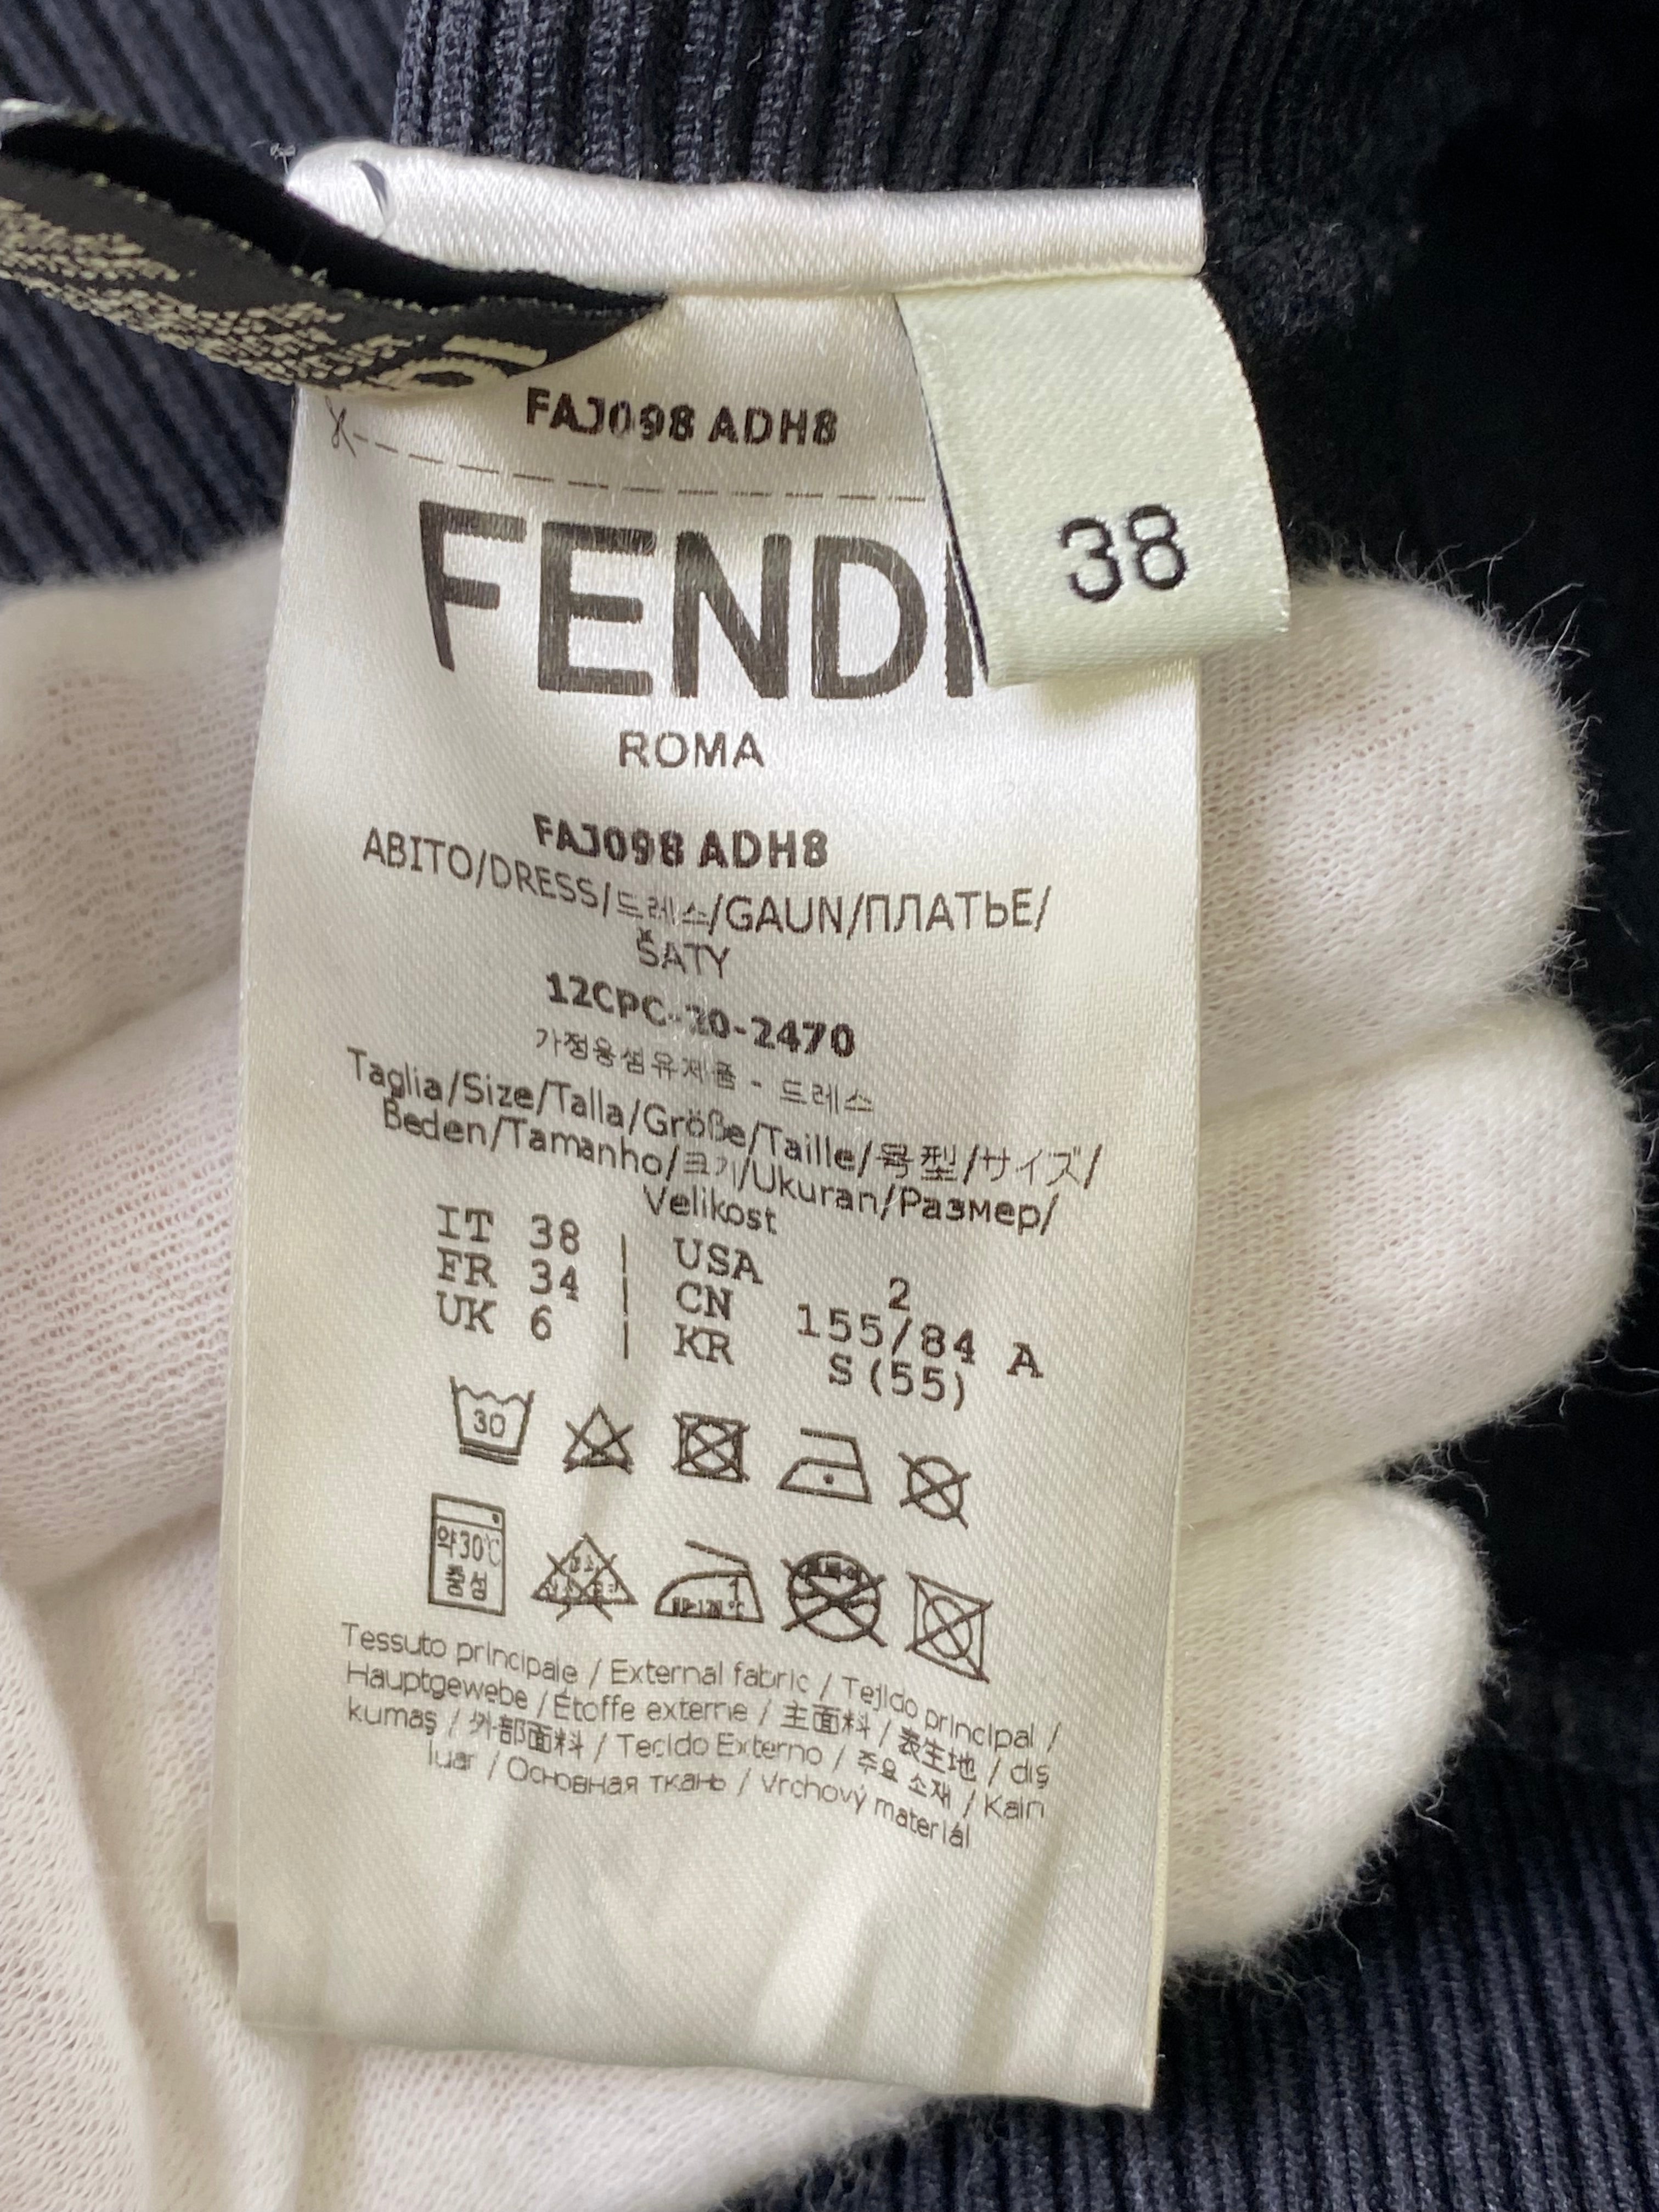 FAJ098 ADH8
38
FENDI
ROMA
FAJ098 ADH8
ABITO/DRESS/드레스/GAUN/ПЛАТЬЕ/
ŠATY
12CPC-20-2470
가정용섬유제품 - 드레스
Taglia/Size/Talla/Größe/Taille/号型/サイズ/
Beden/Tamanho/크기/Ukuran/Размер/
Velikost
IT 38 | USA 2
FR 34 | CN 155/84 A
UK 6 | KR S(55)
30
약30℃
중성
Tessuto principale / External fabric / Tejido principal /
Hauptgewebe / Étoffe externe / 主面料 / 表生地 / dış
kumaş / 外部面料 / Tecido Externo / 주요 소재 / Kain
luar / Основная ткань / Vrchový materiál